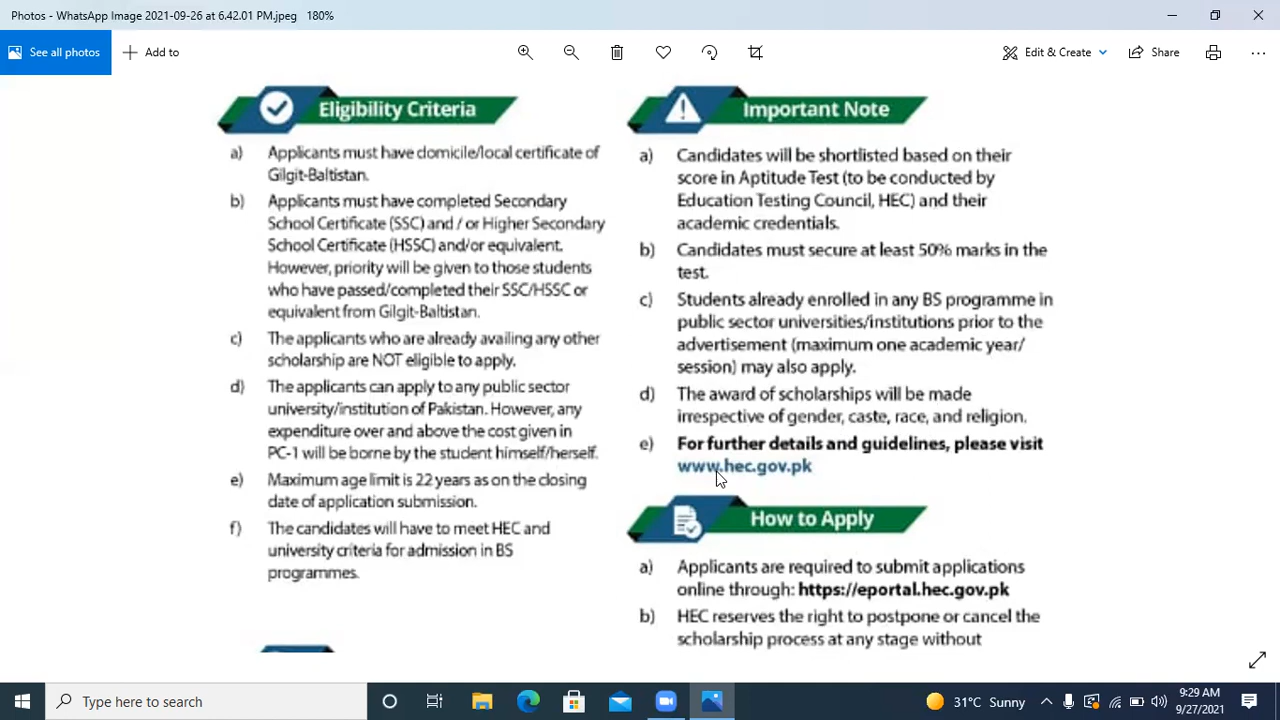 Photos - WhatsApp Image 2021-09-26 at 6.42.01 PM.jpeg   180%
See all photos
Add to
Edit & Create
Share
Eligibility Criteria
a) Applicants must have domicile/local certificate of
Gilgit-Baltistan.
b) Applicants must have completed Secondary
School Certificate (SSC) and / or Higher Secondary
School Certificate (HSSC) and/or equivalent.
However, priority will be given to those students
who have passed/completed their SSC/HSSC or
equivalent from Gilgit-Baltistan.
c) The applicants who are already availing any other
scholarship are NOT eligible to apply.
d) The applicants can apply to any public sector
university/institution of Pakistan. However, any
expenditure over and above the cost given in
PC-1 will be borne by the student himself/herself.
e) Maximum age limit is 22 years as on the closing
date of application submission.
f) The candidates will have to meet HEC and
university criteria for admission in BS
programmes.
Important Note
a) Candidates will be shortlisted based on their
score in Aptitude Test (to be conducted by
Education Testing Council, HEC) and their
academic credentials.
b) Candidates must secure at least 50% marks in the
test.
c) Students already enrolled in any BS programme in
public sector universities/institutions prior to the
advertisement (maximum one academic year/
session) may also apply.
d) The award of scholarships will be made
irrespective of gender, caste, race, and religion.
e) For further details and guidelines, please visit
www.hec.gov.pk
How to Apply
a) Applicants are required to submit applications
online through: https://eportal.hec.gov.pk
b) HEC reserves the right to postpone or cancel the
scholarship process at any stage without
Type here to search
31°C Sunny
9:29 AM
9/27/2021